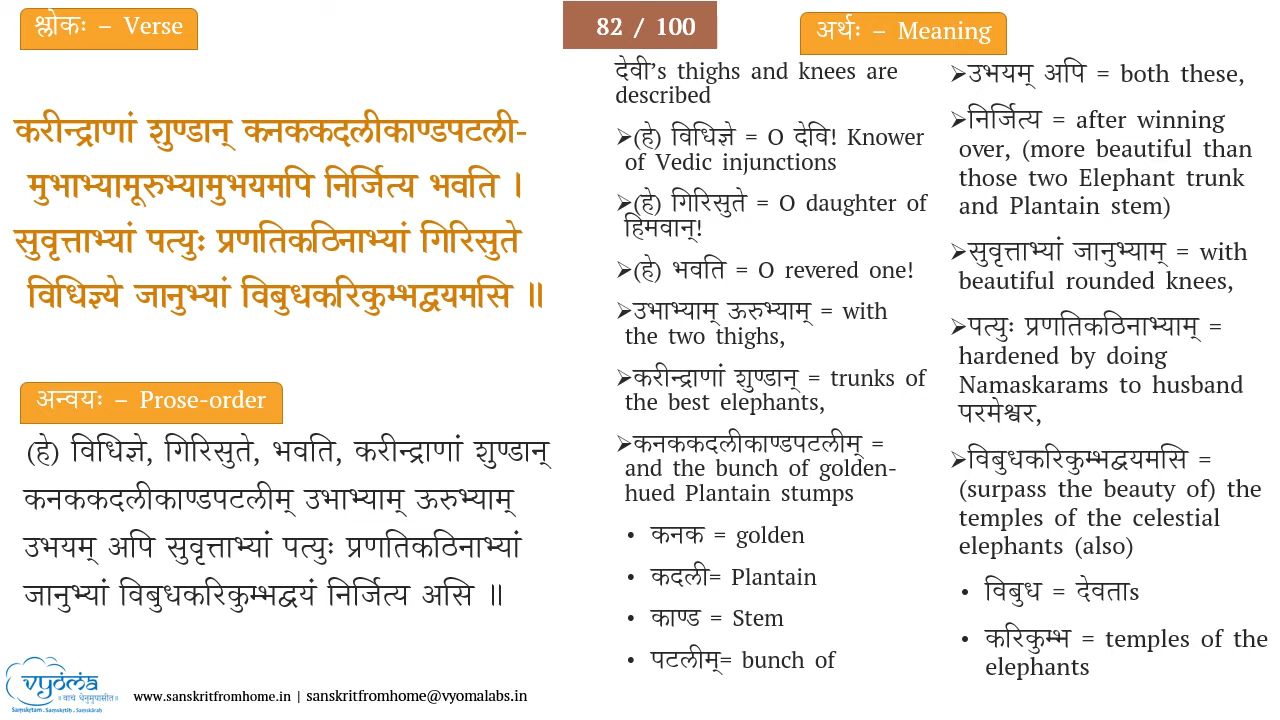 श्लोकः – Verse
करीन्द्राणां शुण्डान् कनककदलीकाण्डपटली-
मुभाभ्यामूरुभ्यामुभयमपि निर्जित्य भवति ।
सुवृत्ताभ्यां पत्युः प्रणतिकठिनाभ्यां गिरिसुते
विधिज्ञ्ये जानुभ्यां विबुधकरिकुम्भद्वयमसि ॥
अन्वयः – Prose-order
(हे) विधिज्ञे, गिरिसुते, भवति, करीन्द्राणां शुण्डान्
कनककदलीकाण्डपटलीम् उभाभ्याम् ऊरुभ्याम्
उभयम् अपि सुवृत्ताभ्यां पत्युः प्रणतिकठिनाभ्यां
जानुभ्यां विबुधकरिकुम्भद्वयं निर्जित्य असि ॥
vyoma
॥ वाचं धेनुमुपासीत॥
Samskrtam . Samskrtih . Samskārah
www.sanskritfromhome.in | sanskritfromhome@vyomalabs.in
82 / 100
देवी’s thighs and knees are
described
➢(हे) विधिज्ञे = O देवि! Knower
of Vedic injunctions
➢(हे) गिरिसुते = O daughter of
हिमवान्!
➢(हे) भवति = O revered one!
➢उभाभ्याम् ऊरुभ्याम् = with
the two thighs,
➢करीन्द्राणां शुण्डान् = trunks of
the best elephants,
➢कनककदलीकाण्डपटलीम् =
and the bunch of golden-
hued Plantain stumps
• कनक = golden
• कदली= Plantain
• काण्ड = Stem
• पटलीम्= bunch of
अर्थः – Meaning
➢उभयम् अपि = both these,
➢निर्जित्य = after winning
over, (more beautiful than
those two Elephant trunk
and Plantain stem)
➢सुवृत्ताभ्यां जानुभ्याम् = with
beautiful rounded knees,
➢पत्युः प्रणतिकठिनाभ्याम् =
hardened by doing
Namaskarams to husband
परमेश्वर,
➢विबुधकरिकुम्भद्वयमसि =
(surpass the beauty of) the
temples of the celestial
elephants (also)
• विबुध = देवताs
• करिकुम्भ = temples of the
elephants